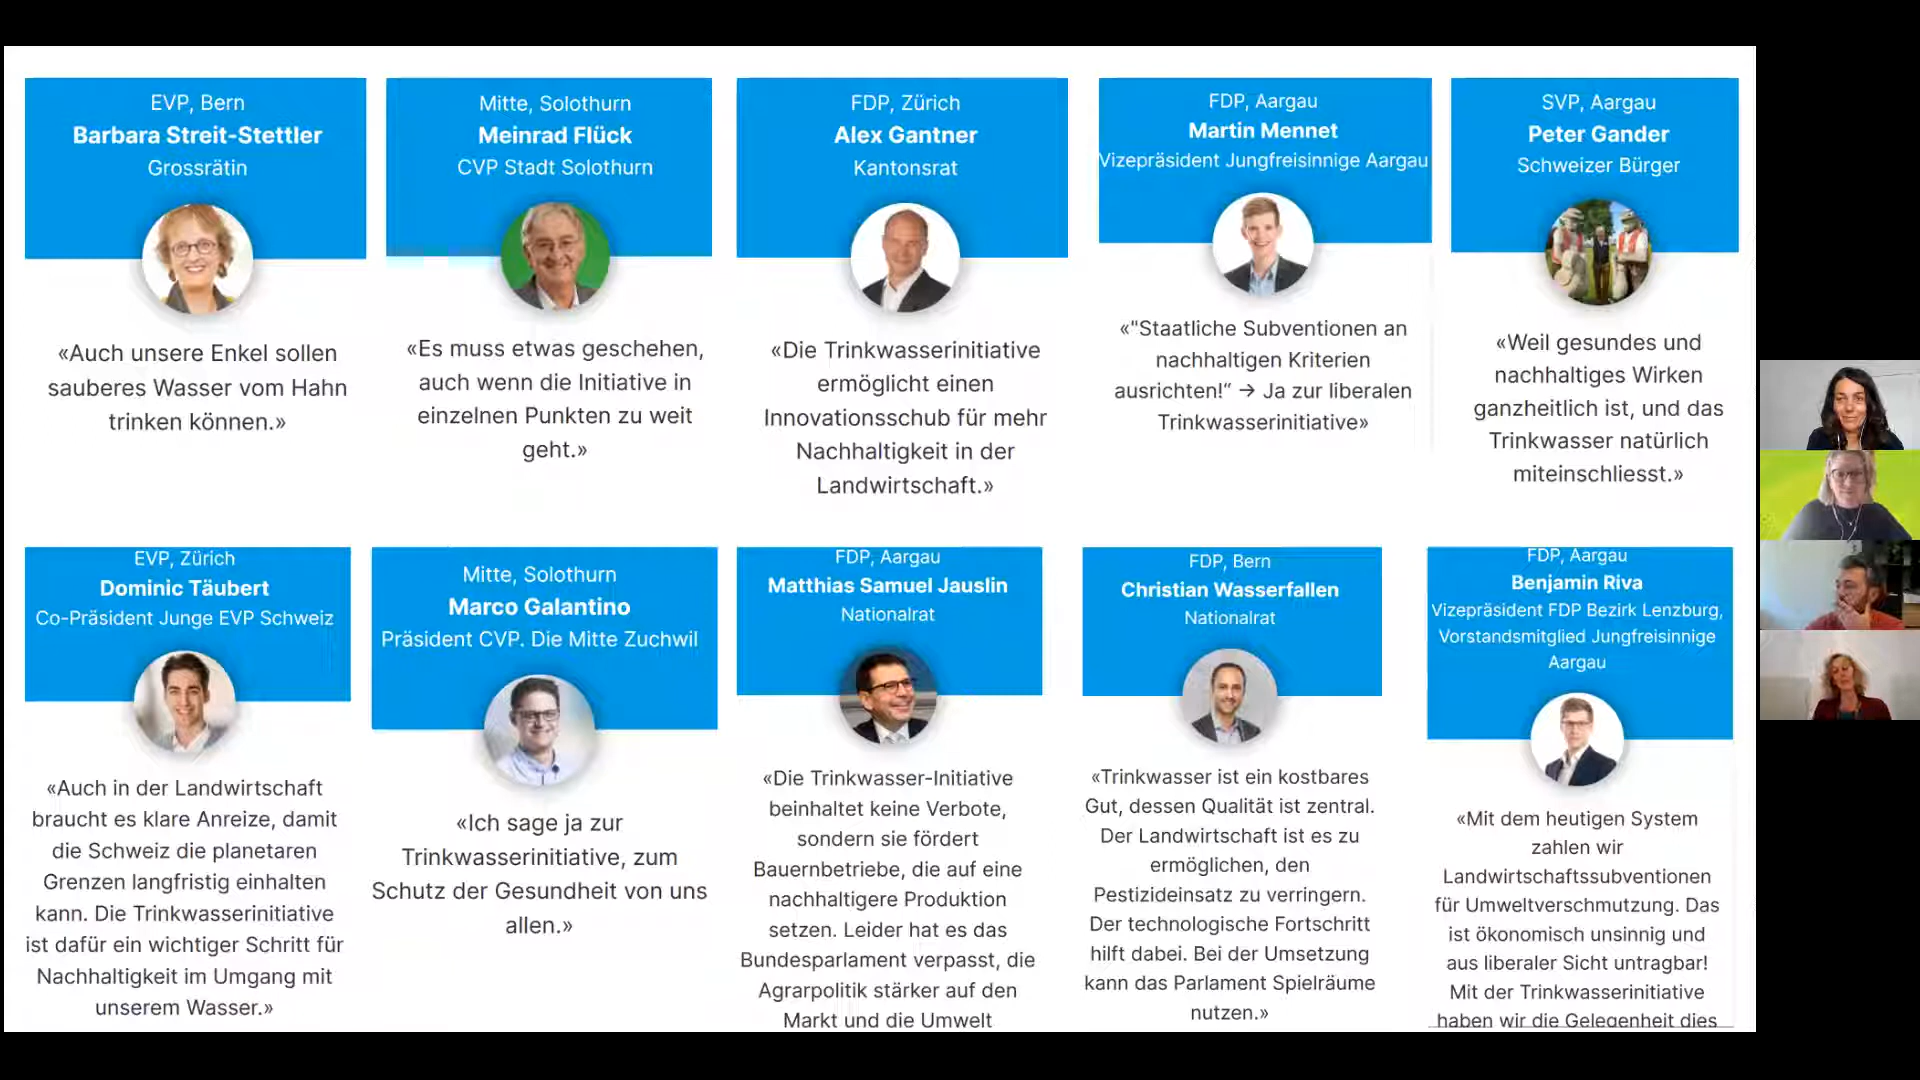 EVP, Bern
Barbara Streit-Stettler
Grossrätin
«Auch unsere Enkel sollen
sauberes Wasser vom Hahn
trinken können.»
Mitte, Solothurn
Meinrad Flück
CVP Stadt Solothurn
«Es muss etwas geschehen,
auch wenn die Initiative in
einzelnen Punkten zu weit
geht.»
FDP, Zürich
Alex Gantner
Kantonsrat
«Die Trinkwasserinitiative
ermöglicht einen
Innovationsschub für mehr
Nachhaltigkeit in der
Landwirtschaft.»
FDP, Aargau
Martin Mennet
Vizepräsident Jungfreisinnige Aargau
«"Staatliche Subventionen an
nachhaltigen Kriterien
ausrichten!“ → Ja zur liberalen
Trinkwasserinitiative»
SVP, Aargau
Peter Gander
Schweizer Bürger
«Weil gesundes und
nachhaltiges Wirken
ganzheitlich ist, und das
Trinkwasser natürlich
miteinschliesst.»
EVP, Zürich
Dominic Täubert
Co-Präsident Junge EVP Schweiz
«Auch in der Landwirtschaft
braucht es klare Anreize, damit
die Schweiz die planetaren
Grenzen langfristig einhalten
kann. Die Trinkwasserinitiative
ist dafür ein wichtiger Schritt für
Nachhaltigkeit im Umgang mit
unserem Wasser.»
Mitte, Solothurn
Marco Galantino
Präsident CVP. Die Mitte Zuchwil
«Ich sage ja zur
Trinkwasserinitiative, zum
Schutz der Gesundheit von uns
allen.»
FDP, Aargau
Matthias Samuel Jauslin
Nationalrat
«Die Trinkwasser-Initiative
beinhaltet keine Verbote,
sondern sie fördert
Bauernbetriebe, die auf eine
nachhaltigere Produktion
setzen. Leider hat es das
Bundesparlament verpasst, die
Agrarpolitik stärker auf den
Markt und die Umwelt
FDP, Bern
Christian Wasserfallen
Nationalrat
«Trinkwasser ist ein kostbares
Gut, dessen Qualität ist zentral.
Der Landwirtschaft ist es zu
ermöglichen, den
Pestizideinsatz zu verringern.
Der technologische Fortschritt
hilft dabei. Bei der Umsetzung
kann das Parlament Spielräume
nutzen.»
FDP, Aargau
Benjamin Riva
Vizepräsident FDP Bezirk Lenzburg,
Vorstandsmitglied Jungfreisinnige
Aargau
«Mit dem heutigen System
zahlen wir
Landwirtschaftssubventionen
für Umweltverschmutzung. Das
ist ökonomisch unsinnig und
aus liberaler Sicht untragbar!
Mit der Trinkwasserinitiative
haben wir die Gelegenheit dies